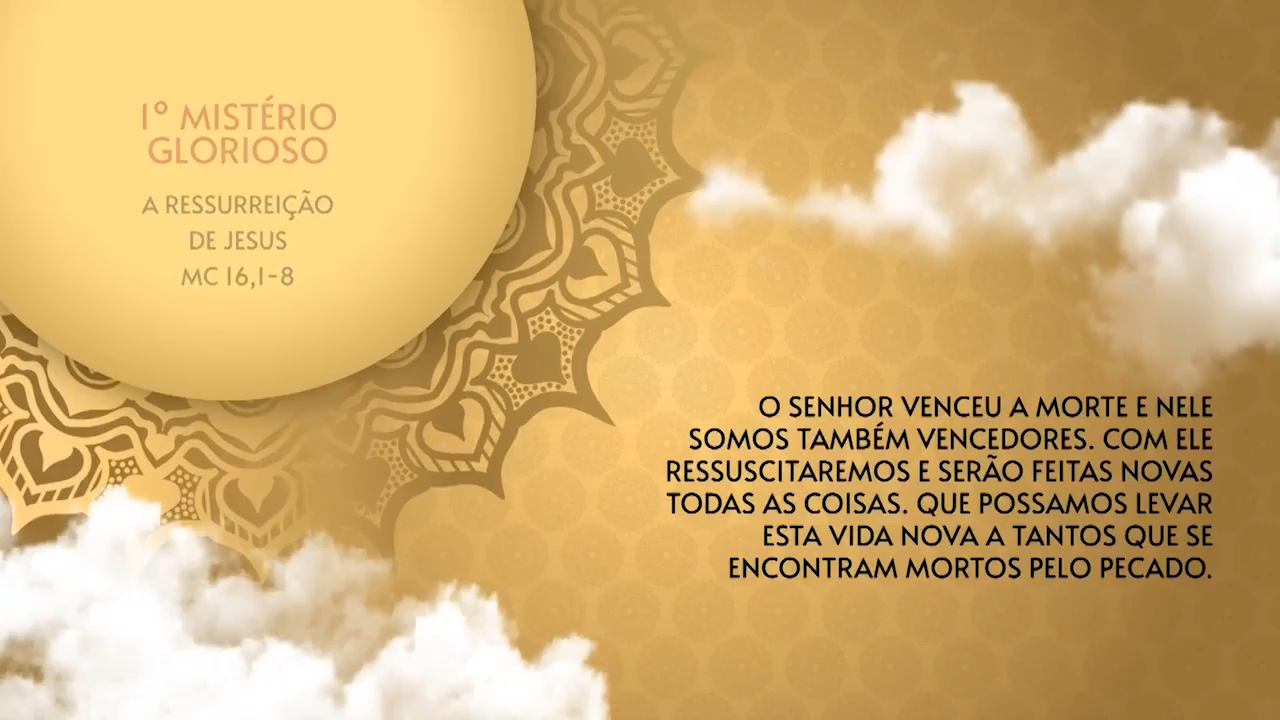 1º MISTÉRIO
GLORIOSO
A RESSURREIÇÃO
DE JESUS
MC 16,1-8
O SENHOR VENCEU A MORTE E NELE
SOMOS TAMBÉM VENCEDORES. COM ELE
RESSUSCITAREMOS E SERÃO FEITAS NOVAS
TODAS AS COISAS. QUE POSSAMOS LEVAR
ESTA VIDA NOVA A TANTOS QUE SE
ENCONTRAM MORTOS PELO PECADO.